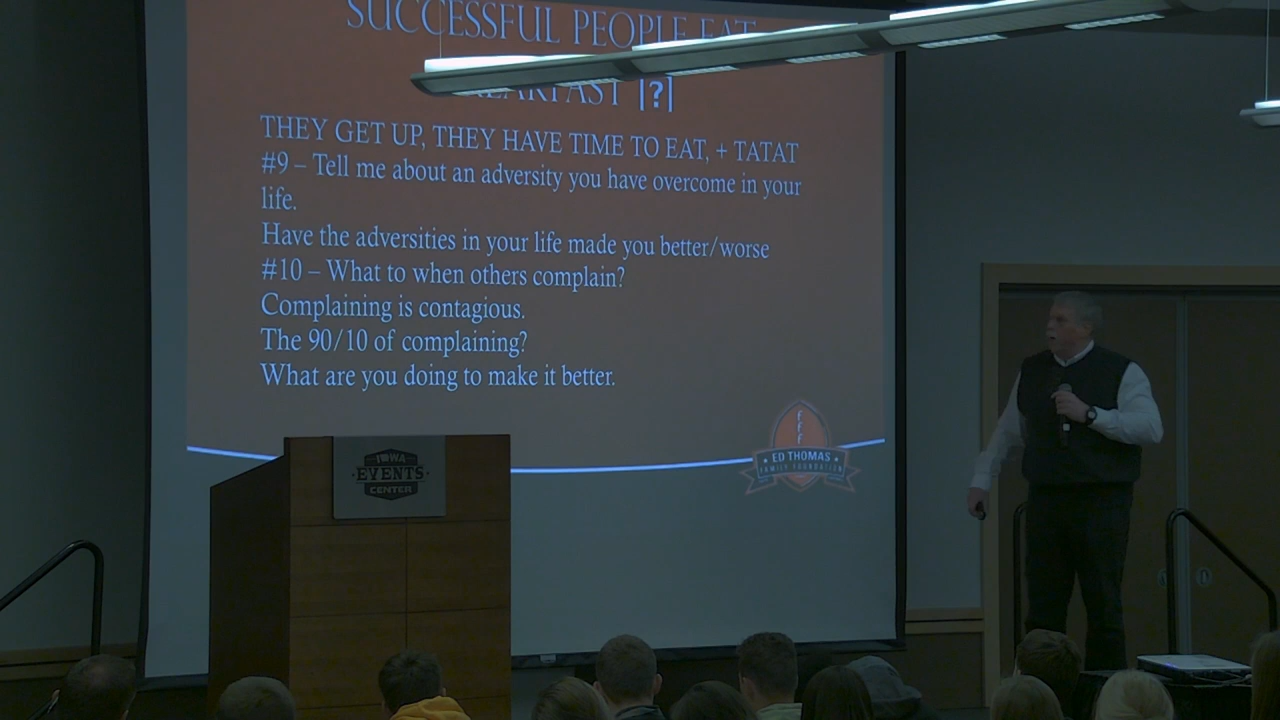 SUCCESSFUL PEOPLE EAT
[?]
THEY GET UP, THEY HAVE TIME TO EAT, + TATAT
#9 – Tell me about an adversity you have overcome in your
life.
Have the adversities in your life made you better/worse
#10 – What to when others complain?
Complaining is contagious.
The 90/10 of complaining?
What are you doing to make it better.
FFF
ED THOMAS
FAMILY FOUNDATION
IOWA
EVENTS
CENTER